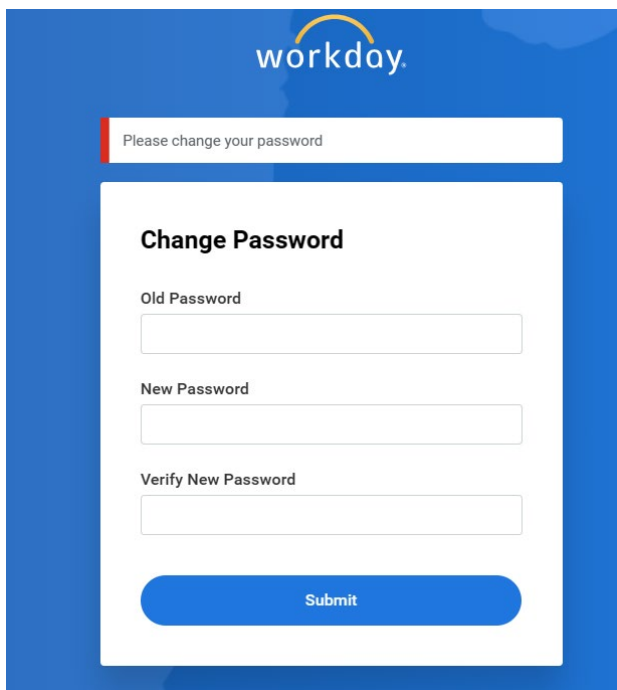 workday.
Please change your password
Change Password
Old Password
New Password
Verify New Password
Submit